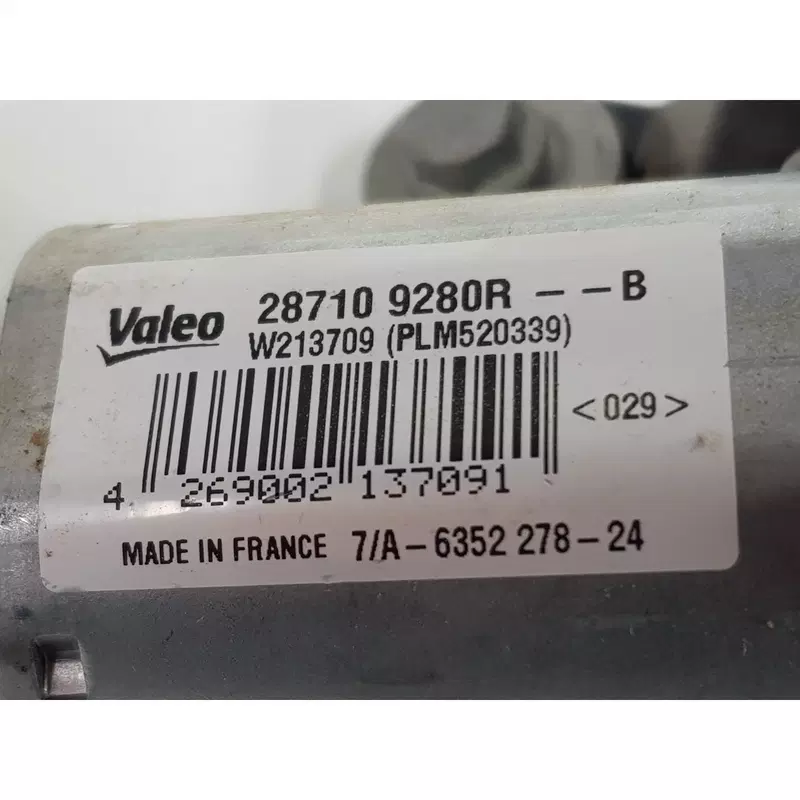 Valeo 28710 9280R -- B
W213709 (PLM520339)
<029>
4 269002 137091
MADE IN FRANCE 7/A-6352 278-24